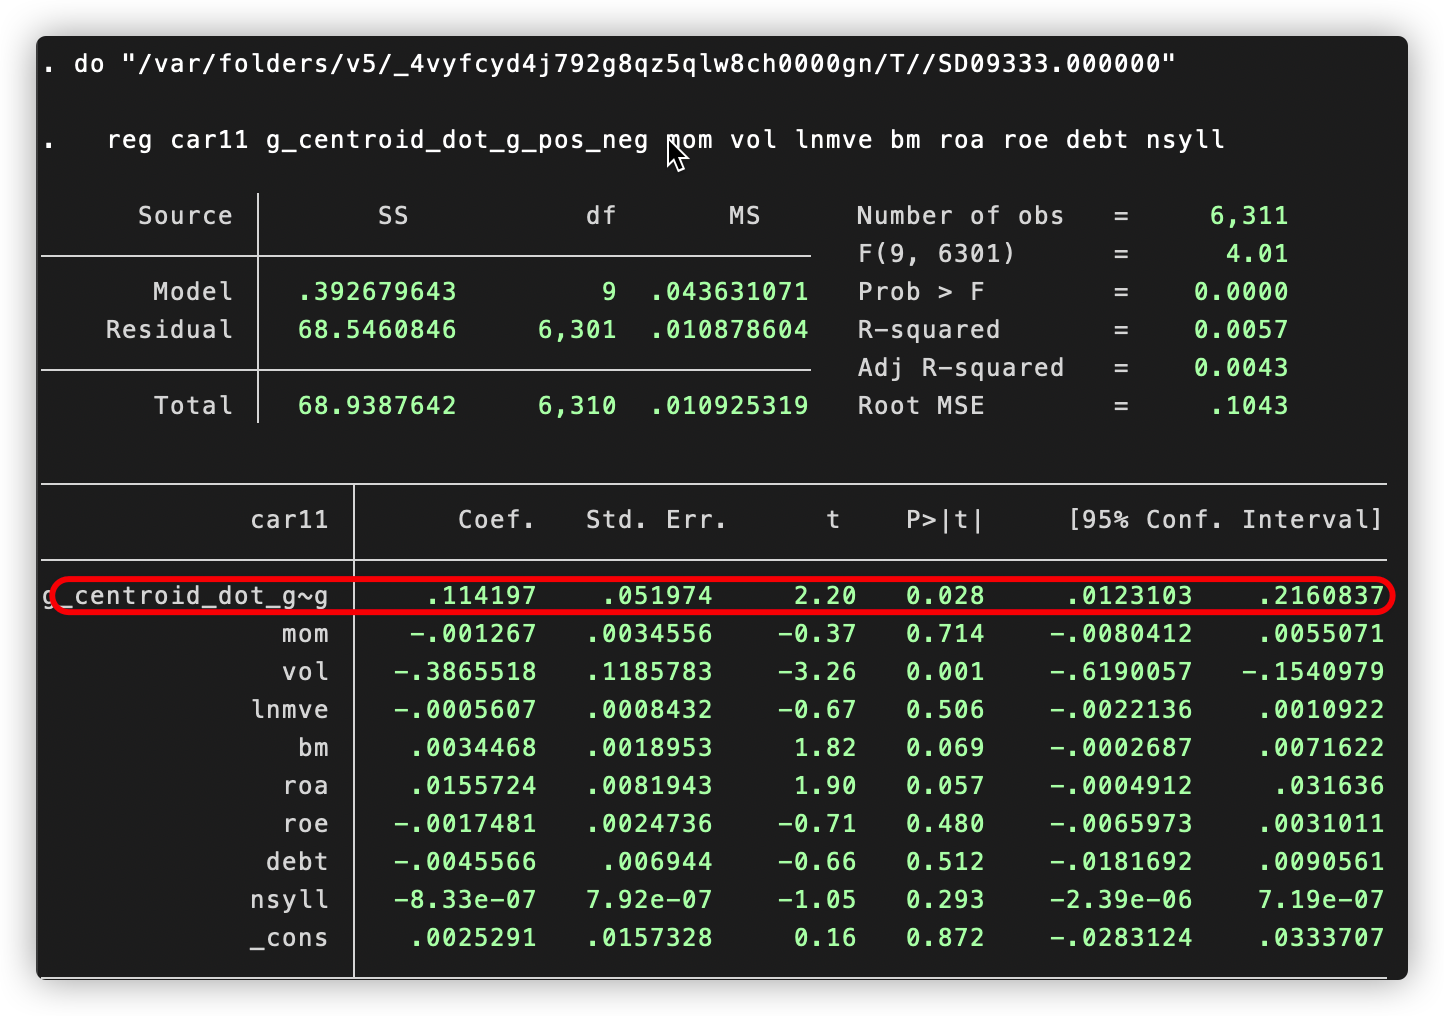 . do "/var/folders/v5/_4vyfcyd4j792g8qz5qlw8ch0000gn/T//SD09333.000000"
. reg car11 g_centroid_dot_g_pos_neg mom vol lnmve bm roa roe debt nsyll
Source SS df MS Number of obs = 6,311
F(9, 6301) = 4.01
Model .392679643 9 .043631071 Prob > F = 0.0000
Residual 68.5460846 6,301 .010878604 R-squared = 0.0057
Adj R-squared = 0.0043
Total 68.9387642 6,310 .010925319 Root MSE = .1043
car11 Coef. Std. Err. t P>|t| [95% Conf. Interval]
g_centroid_dot_g~g .114197 .051974 2.20 0.028 .0123103 .2160837
mom -.001267 .0034556 -0.37 0.714 -.0080412 .0055071
vol -.3865518 .1185783 -3.26 0.001 -.6190057 -.1540979
lnmve -.0005607 .0008432 -0.67 0.506 -.0022136 .0010922
bm .0034468 .0018953 1.82 0.069 -.0002687 .0071622
roa .0155724 .0081943 1.90 0.057 -.0004912 .031636
roe -.0017481 .0024736 -0.71 0.480 -.0065973 .0031011
debt -.0045566 .006944 -0.66 0.512 -.0181692 .0090561
nsyll -8.33e-07 7.92e-07 -1.05 0.293 -2.39e-06 7.19e-07
_cons .0025291 .0157328 0.16 0.872 -.0283124 .0333707